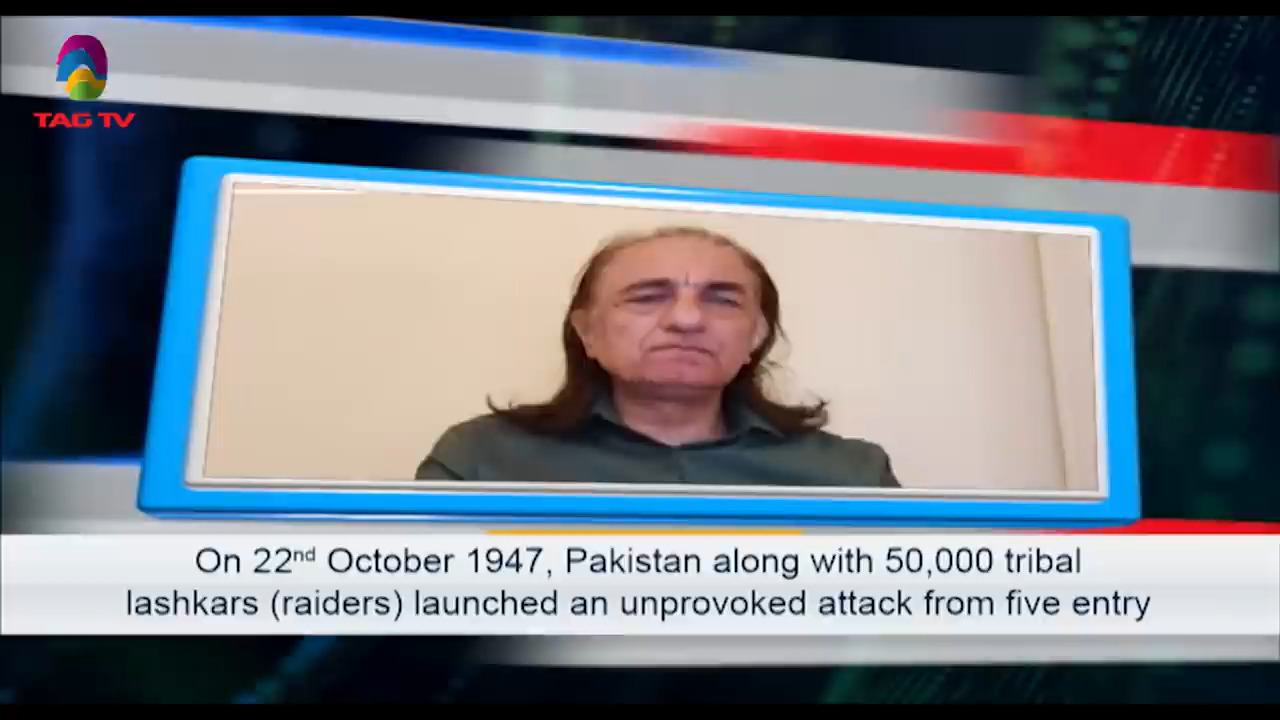 TAG TV
On 22nd October 1947, Pakistan along with 50,000 tribal
lashkars (raiders) launched an unprovoked attack from five entry